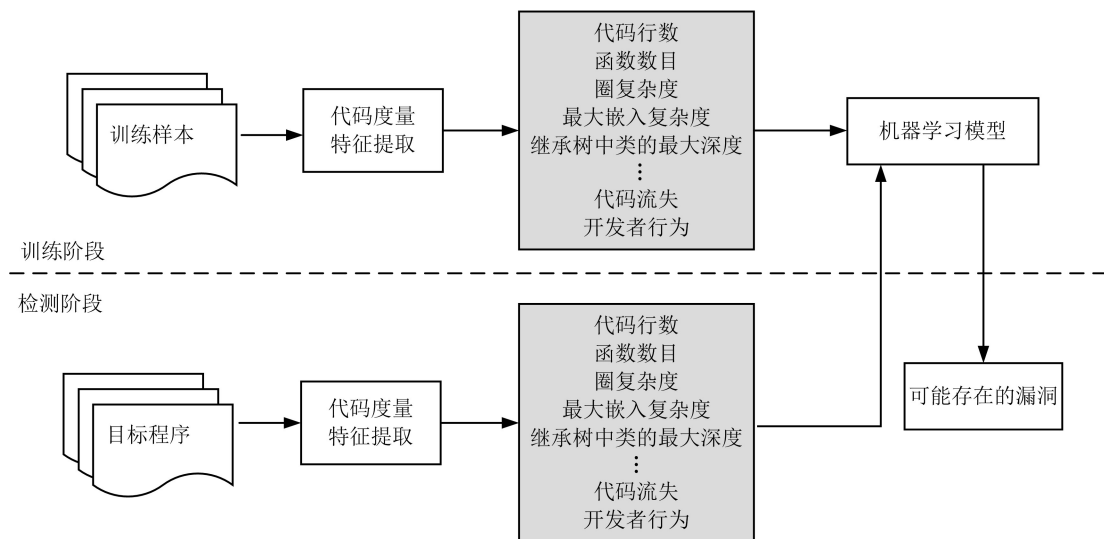 训练样本
代码度量
特征提取
代码行数
函数数目
圈复杂度
最大嵌入复杂度
继承树中类的最大深度
⋮
代码流失
开发者行为
机器学习模型
训练阶段
检测阶段
目标程序
代码度量
特征提取
代码行数
函数数目
圈复杂度
最大嵌入复杂度
继承树中类的最大深度
⋮
代码流失
开发者行为
可能存在的漏洞